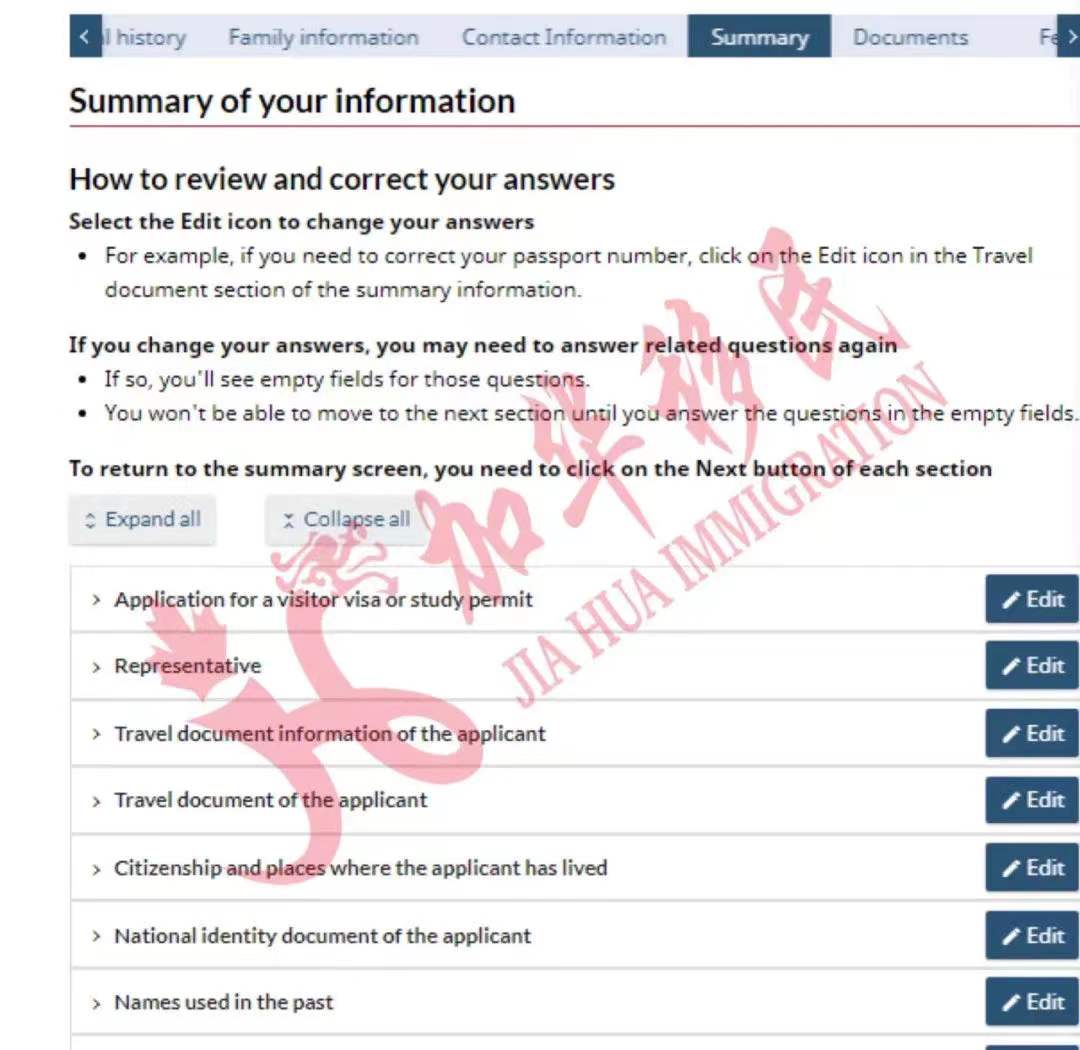 l history Family information Contact Information Summary Documents
Summary of your information
How to review and correct your answers
Select the Edit icon to change your answers
• For example, if you need to correct your passport number, click on the Edit icon in the Travel
document section of the summary information.
If you change your answers, you may need to answer related questions again
• If so, you'll see empty fields for those questions.
• You won't be able to move to the next section until you answer the questions in the empty fields.
To return to the summary screen, you need to click on the Next button of each section
Expand all Collapse all
Application for a visitor visa or study permit Edit
Representative Edit
Travel document information of the applicant Edit
Travel document of the applicant Edit
Citizenship and places where the applicant has lived Edit
National identity document of the applicant Edit
Names used in the past Edit
加华移民
JIA HUA IMMIGRATION